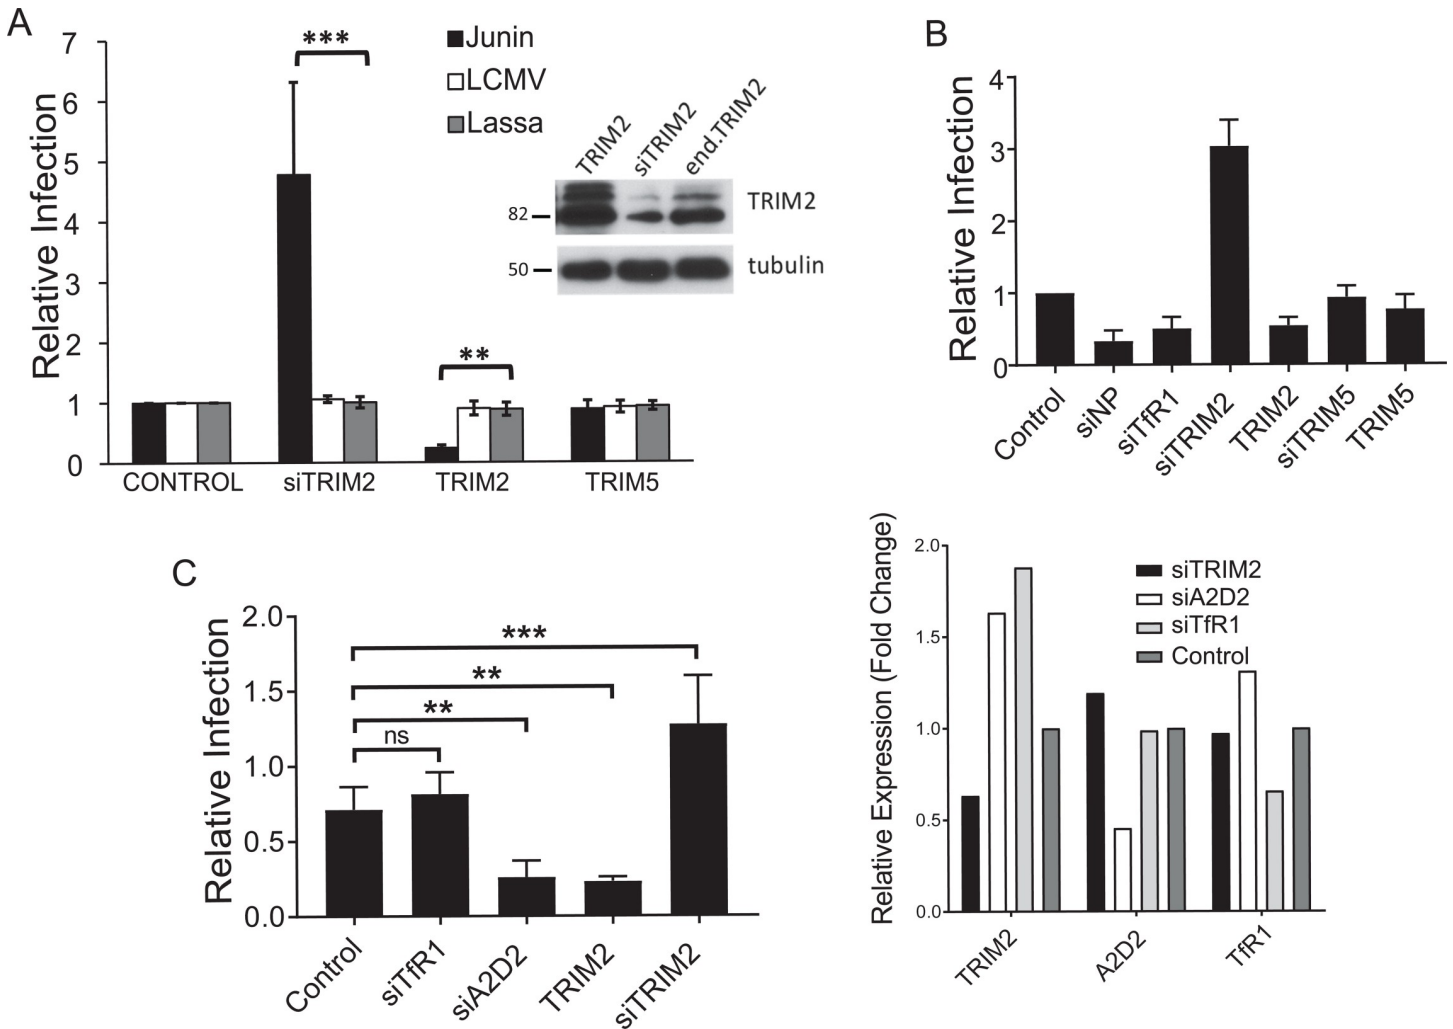 A
7
6
5
4
3
2
1
0
Relative Infection
***
**
CONTROL
siTRIM2
TRIM2
TRIM5
Junin
LCMV
Lassa
TRIM2
siTRIM2
end.TRIM2
82
TRIM2
50
tubulin
B
4
3
2
1
0
Relative Infection
Control
siNP
siTfR1
siTRIM2
TRIM2
siTRIM5
TRIM5
C
2.0
1.5
1.0
0.5
0.0
Relative Infection
***
**
**
ns
Control
siTfR1
siA2D2
TRIM2
siTRIM2
2.0
1.5
1.0
0.5
0.0
Relative Expression (Fold Change)
siTRIM2
siA2D2
siTfR1
Control
TRIM2
A2D2
TfR1